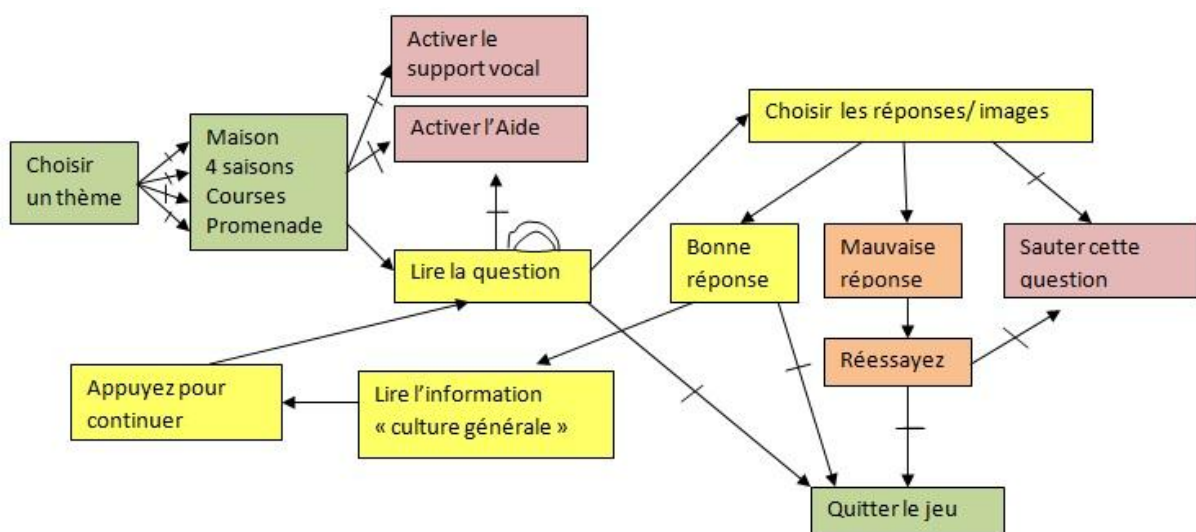 Choisir
un thème
Maison
4 saisons
Courses
Promenade
Activer le
support vocal
Activer l'Aide
Lire la question
Choisir les réponses/ images
Bonne
réponse
Mauvaise
réponse
Sauter cette
question
Réessayez
Lire l'information
« culture générale »
Appuyez pour
continuer
Quitter le jeu